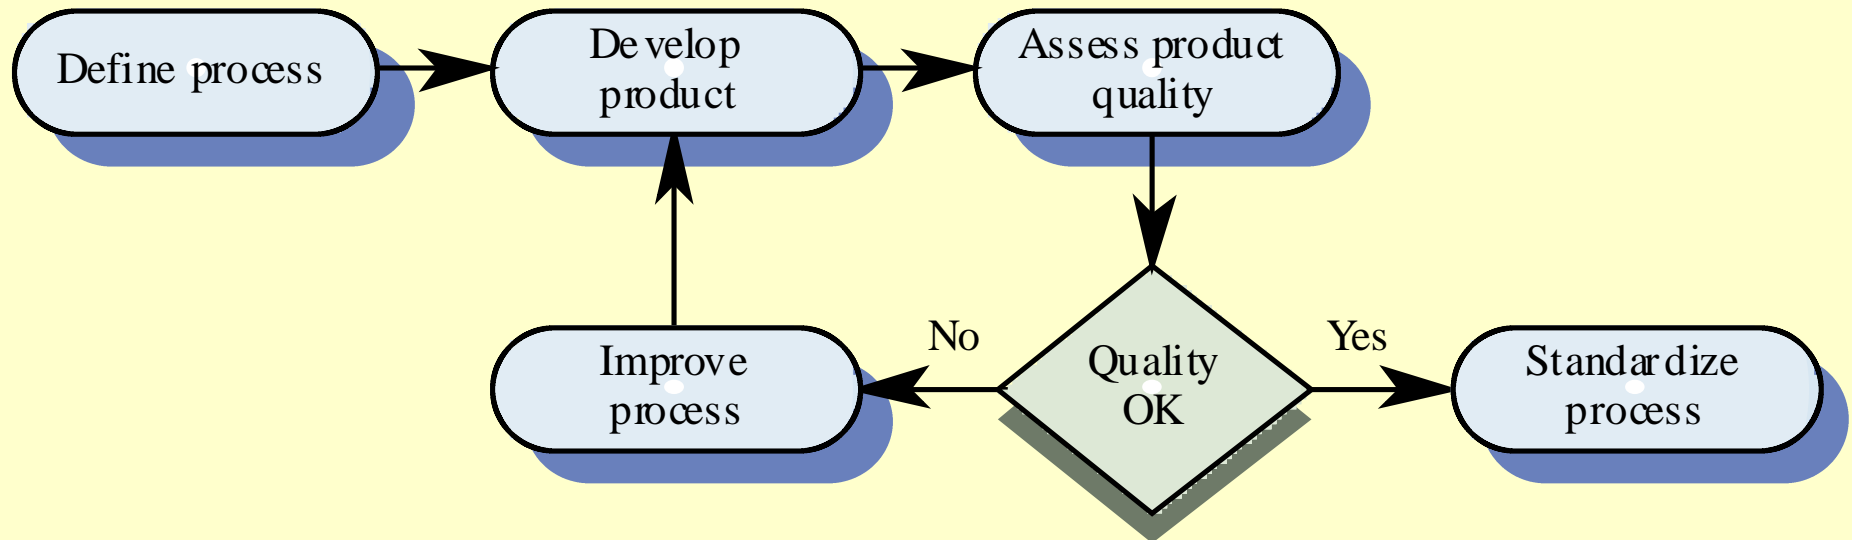 Define process
Develop
product
Assess product
quality
No
Quality
OK
Yes
Improve
process
Standardize
process